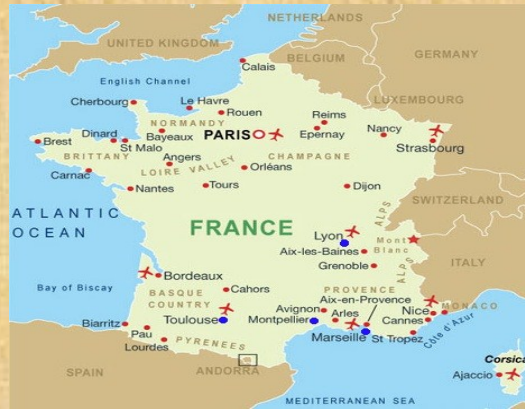 NETHERLANDS
UNITED KINGDOM
BELGIUM
GERMANY
Calais
English Channel
LUXEMBOURG
Cherbourg
Le Havre
Rouen
NORMANDY
Reims
Bayeaux
PARIS
Epernay
Nancy
Dinard
Strasbourg
Brest
St Malo
BRITTANY
Angers
LOIRE VALLEY
CHAMPAGNE
Orléans
Carnac
Nantes
Tours
Dijon
SWITZERLAND
ATLANTIC
OCEAN
FRANCE
ALPS
Lyon
Mont
Blanc
Aix-les-Baines
ITALY
Grenoble
ALPS
Bordeaux
Bay of Biscay
Cahors
BASQUE
COUNTRY
PROVENCE
Aix-en-Provence
Avignon
Arles
Nice
MONACO
Toulouse
Montpellier
Cannes
Côte d'Azur
Biarritz
Pau
Marseille
St Tropez
Lourdes
PYRENEES
Corsica
SPAIN
ANDORRA
Ajaccio
MEDITERRANEAN SEA